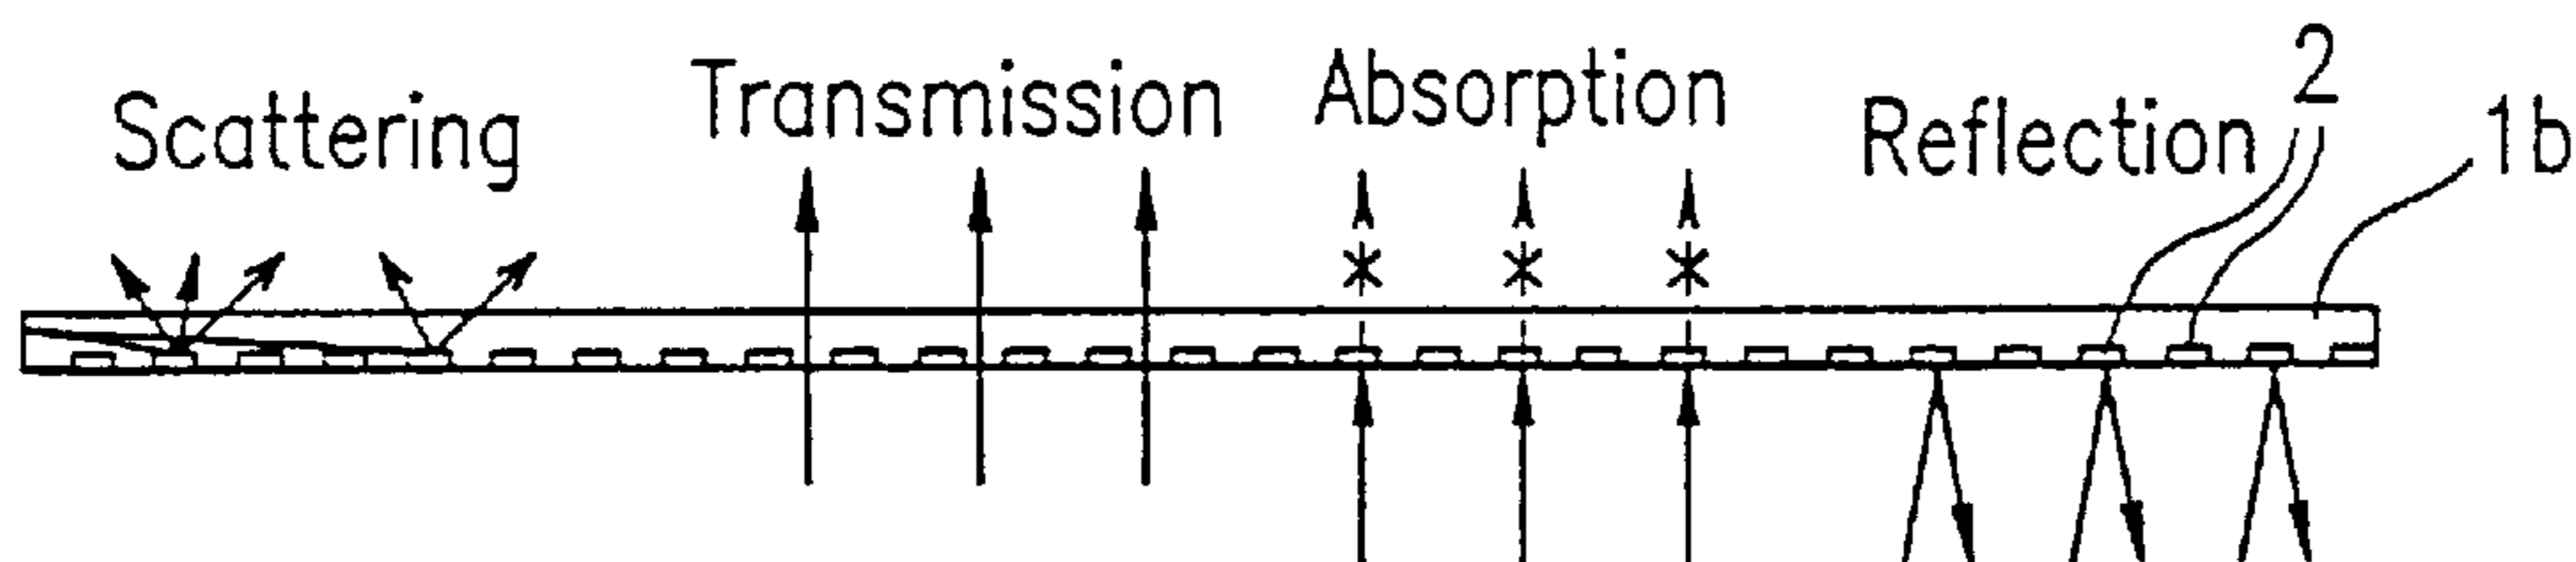 Scattering
Transmission
Absorption
Reflection
2
1b